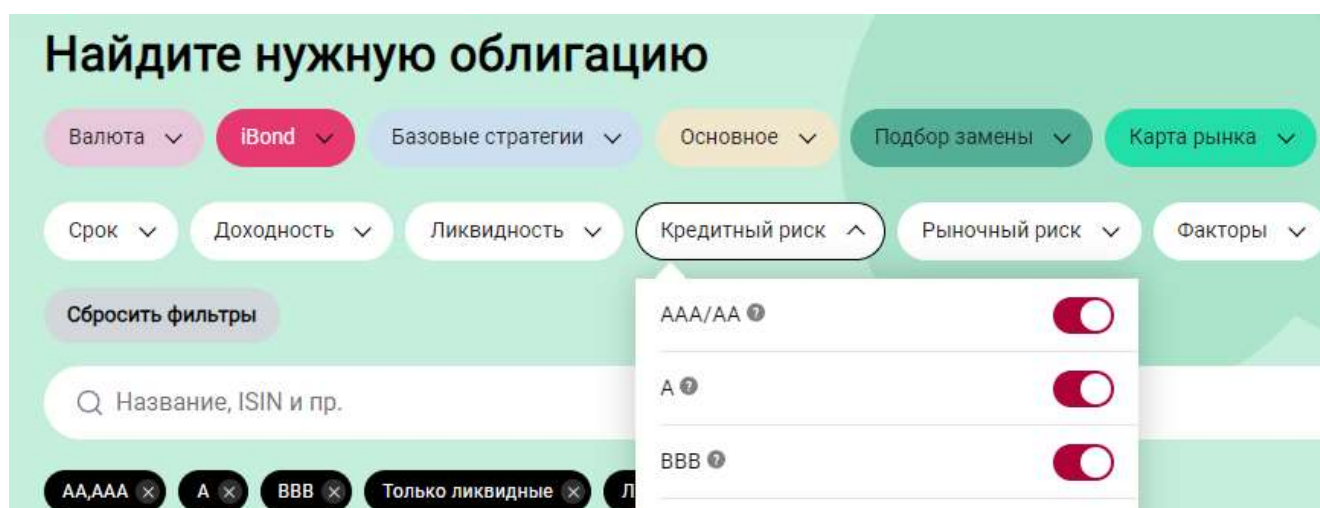 Найдите нужную облигацию
Валюта iBond Базовые стратегии Основное Подбор замены Карта рынка
Срок Доходность Ликвидность Кредитный риск Рыночный риск Факторы
Сбросить фильтры
AAA/AA
Название, ISIN и пр.
A
BBB
AA,AAA A BBB Только ликвидные Л